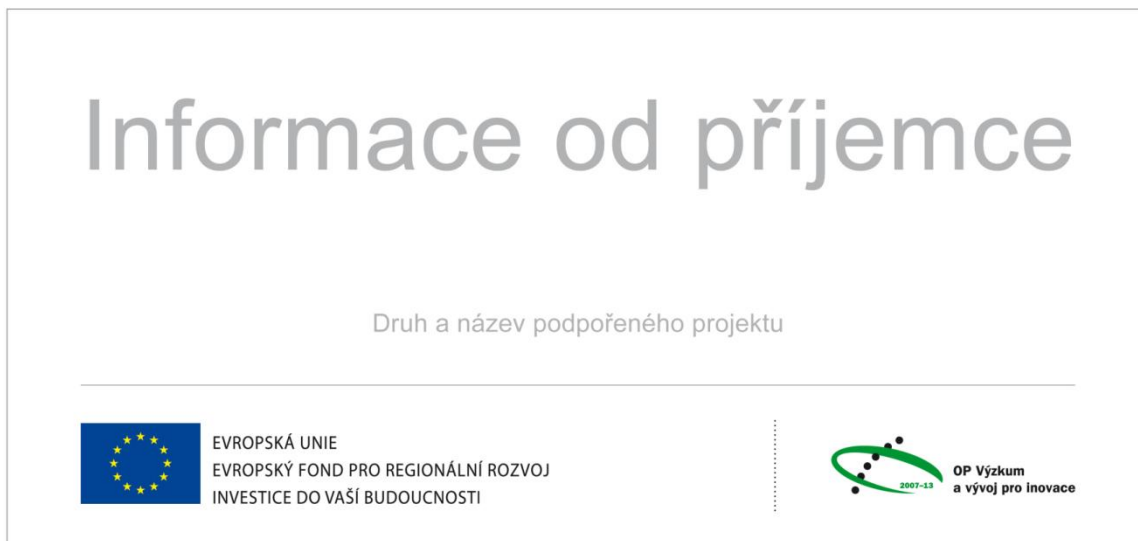 Informace od příjemce
Druh a název podpořeného projektu
EVROPSKÁ UNIE
EVROPSKÝ FOND PRO REGIONÁLNÍ ROZVOJ
INVESTICE DO VAŠÍ BUDOUCNOSTI
2007-13
OP Výzkum
a vývoj pro inovace